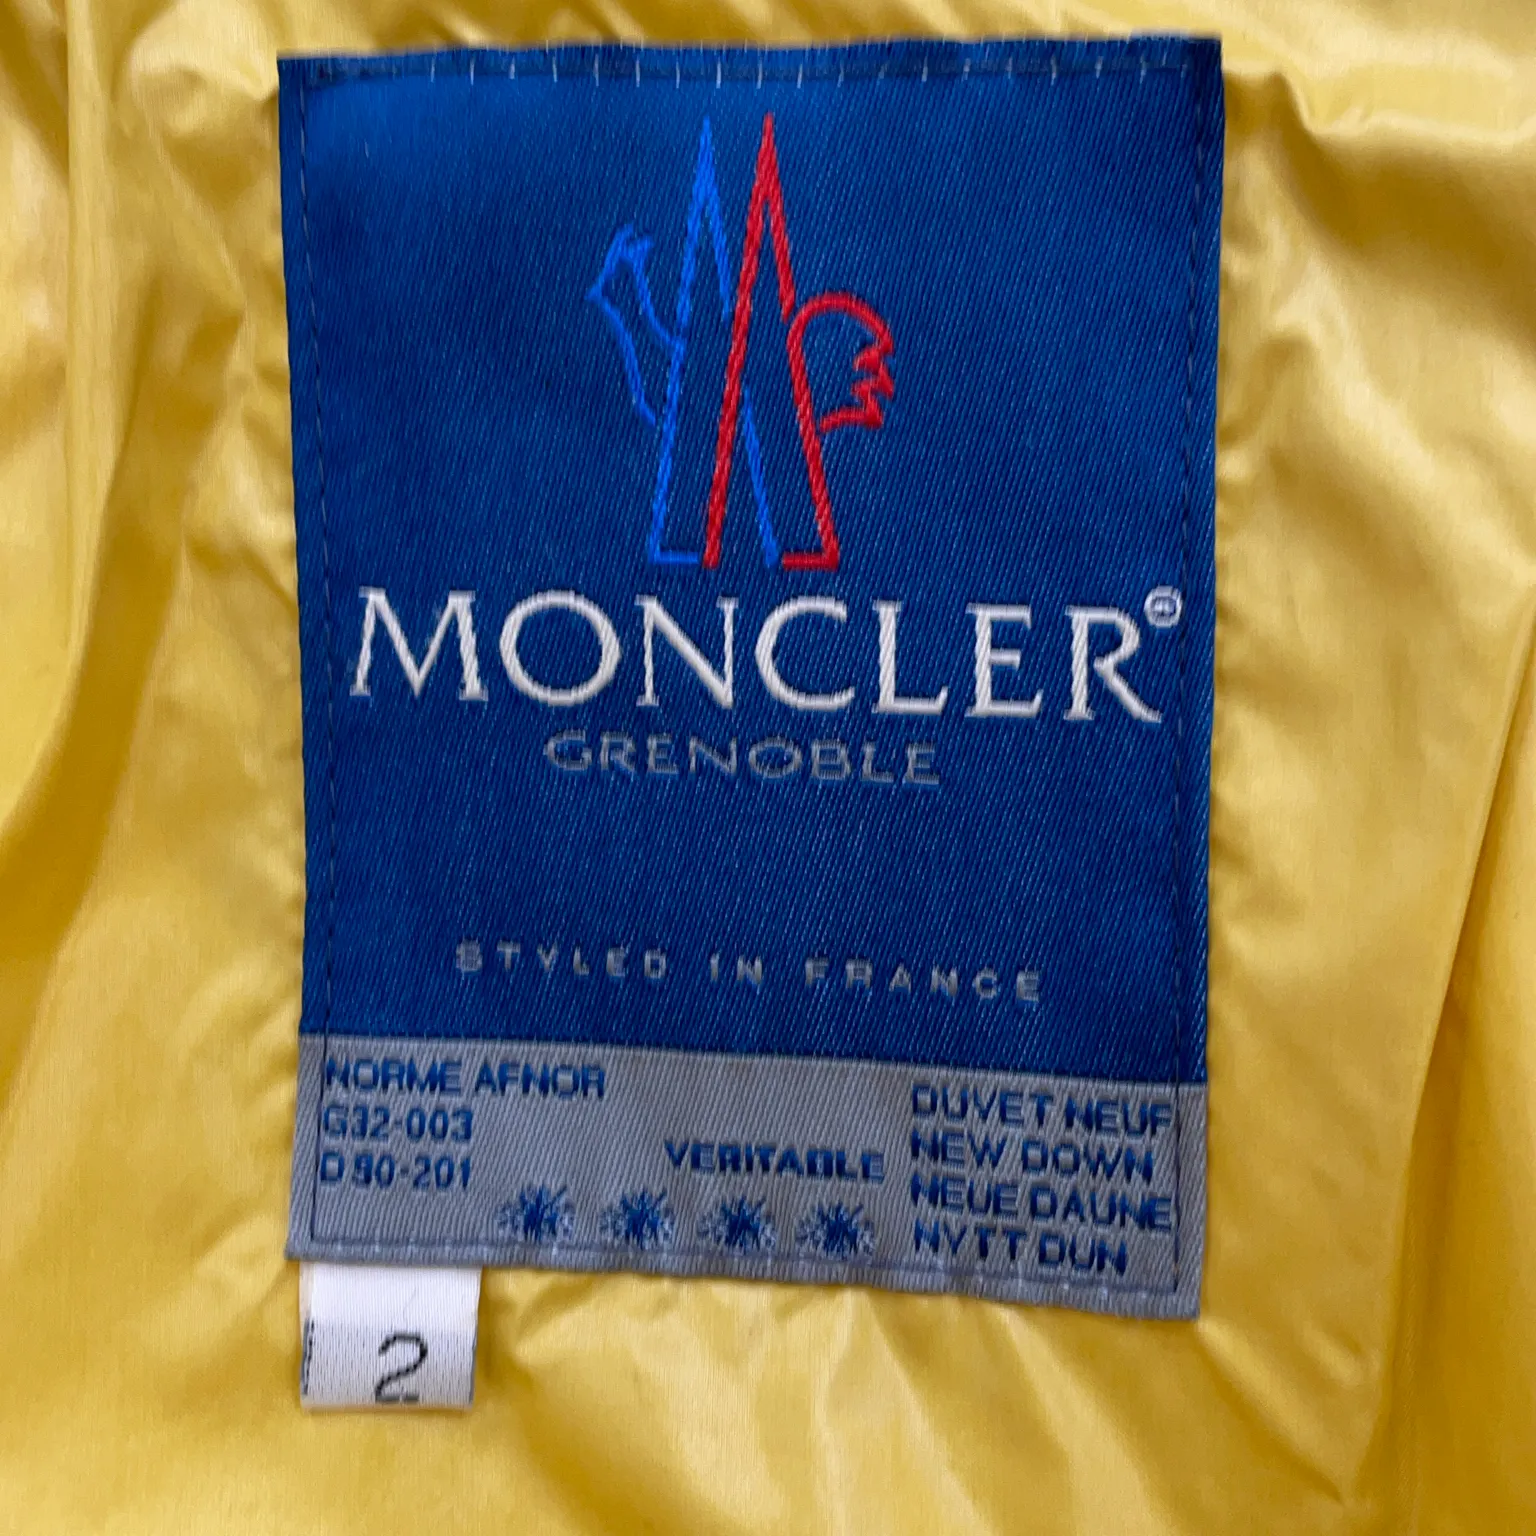 MONCLER®
GRENOBLE
STYLED IN FRANCE
NORME AFNOR
G32-003
D 90-201
VERITABLE
DUVET NEUF
NEW DOWN
NEUE DAUNE
NYTT DUN
2